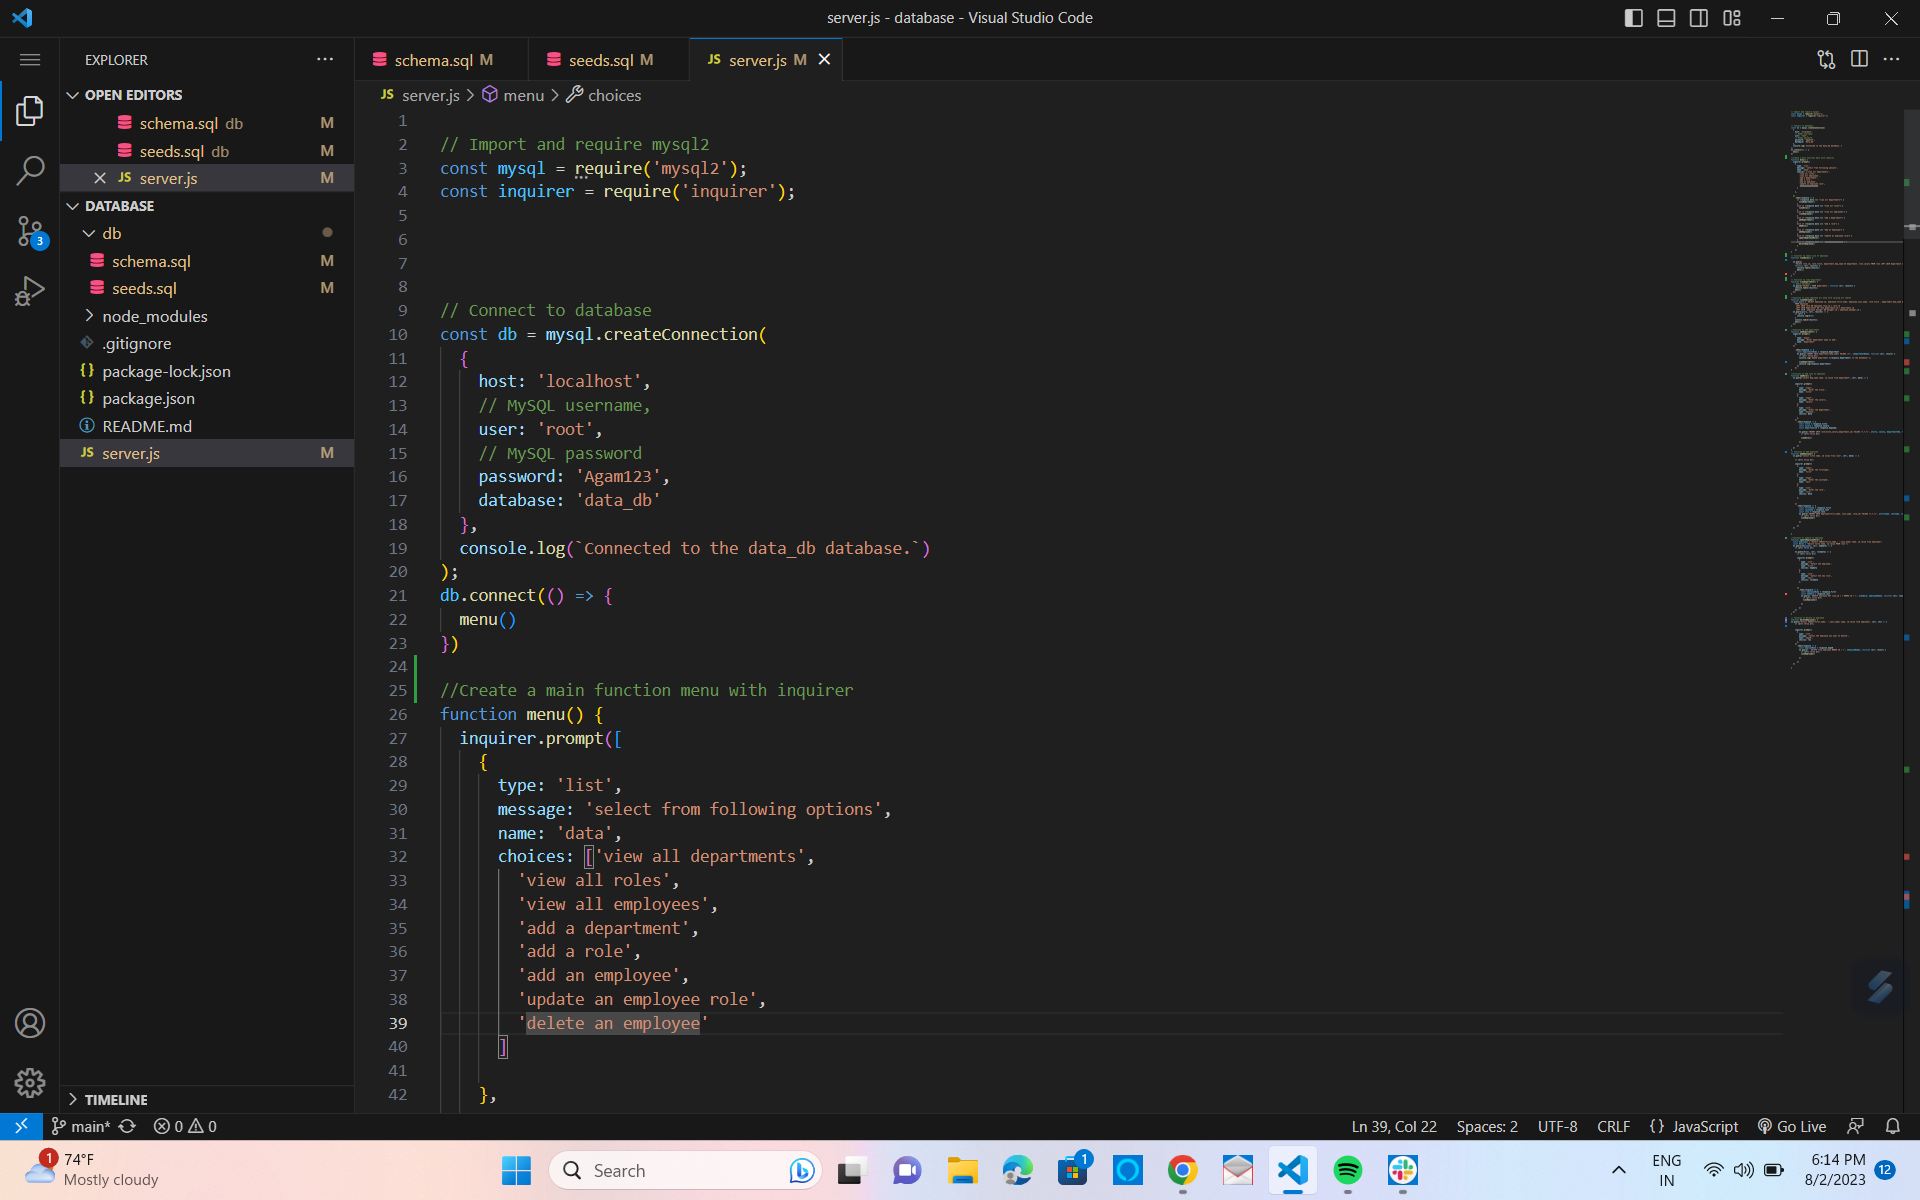 server.js - database - Visual Studio Code
EXPLORER
OPEN EDITORS
schema.sql db M
seeds.sql db M
server.js M
DATABASE
db
schema.sql M
seeds.sql M
node_modules
.gitignore
package-lock.json
package.json
README.md
JS server.js M
TIMELINE
3
schema.sql M
seeds.sql M
JS server.js M
JS server.js > menu > choices
1
2 // Import and require mysql2
3 const mysql = require('mysql2');
4 const inquirer = require('inquirer');
5
6
7
8
9 // Connect to database
10 const db = mysql.createConnection(
11 {
12 host: 'localhost',
13 // MySQL username,
14 user: 'root',
15 // MySQL password
16 password: 'Agam123',
17 database: 'data_db'
18 },
19 console.log(`Connected to the data_db database.`)
20 );
21 db.connect(() => {
22 menu()
23 })
24
25 //Create a main function menu with inquirer
26 function menu() {
27 inquirer.prompt([
28 {
29 type: 'list',
30 message: 'select from following options',
31 name: 'data',
32 choices: ['view all departments',
33 'view all roles',
34 'view all employees',
35 'add a department',
36 'add a role',
37 'add an employee',
38 'update an employee role',
39 'delete an employee'
40 ]
41
42 },
main* 0 0
Ln 39, Col 22 Spaces: 2 UTF-8 CRLF {} JavaScript Go Live
1
74°F
Mostly cloudy
Search
1
ENG
IN
6:14 PM
8/2/2023
12